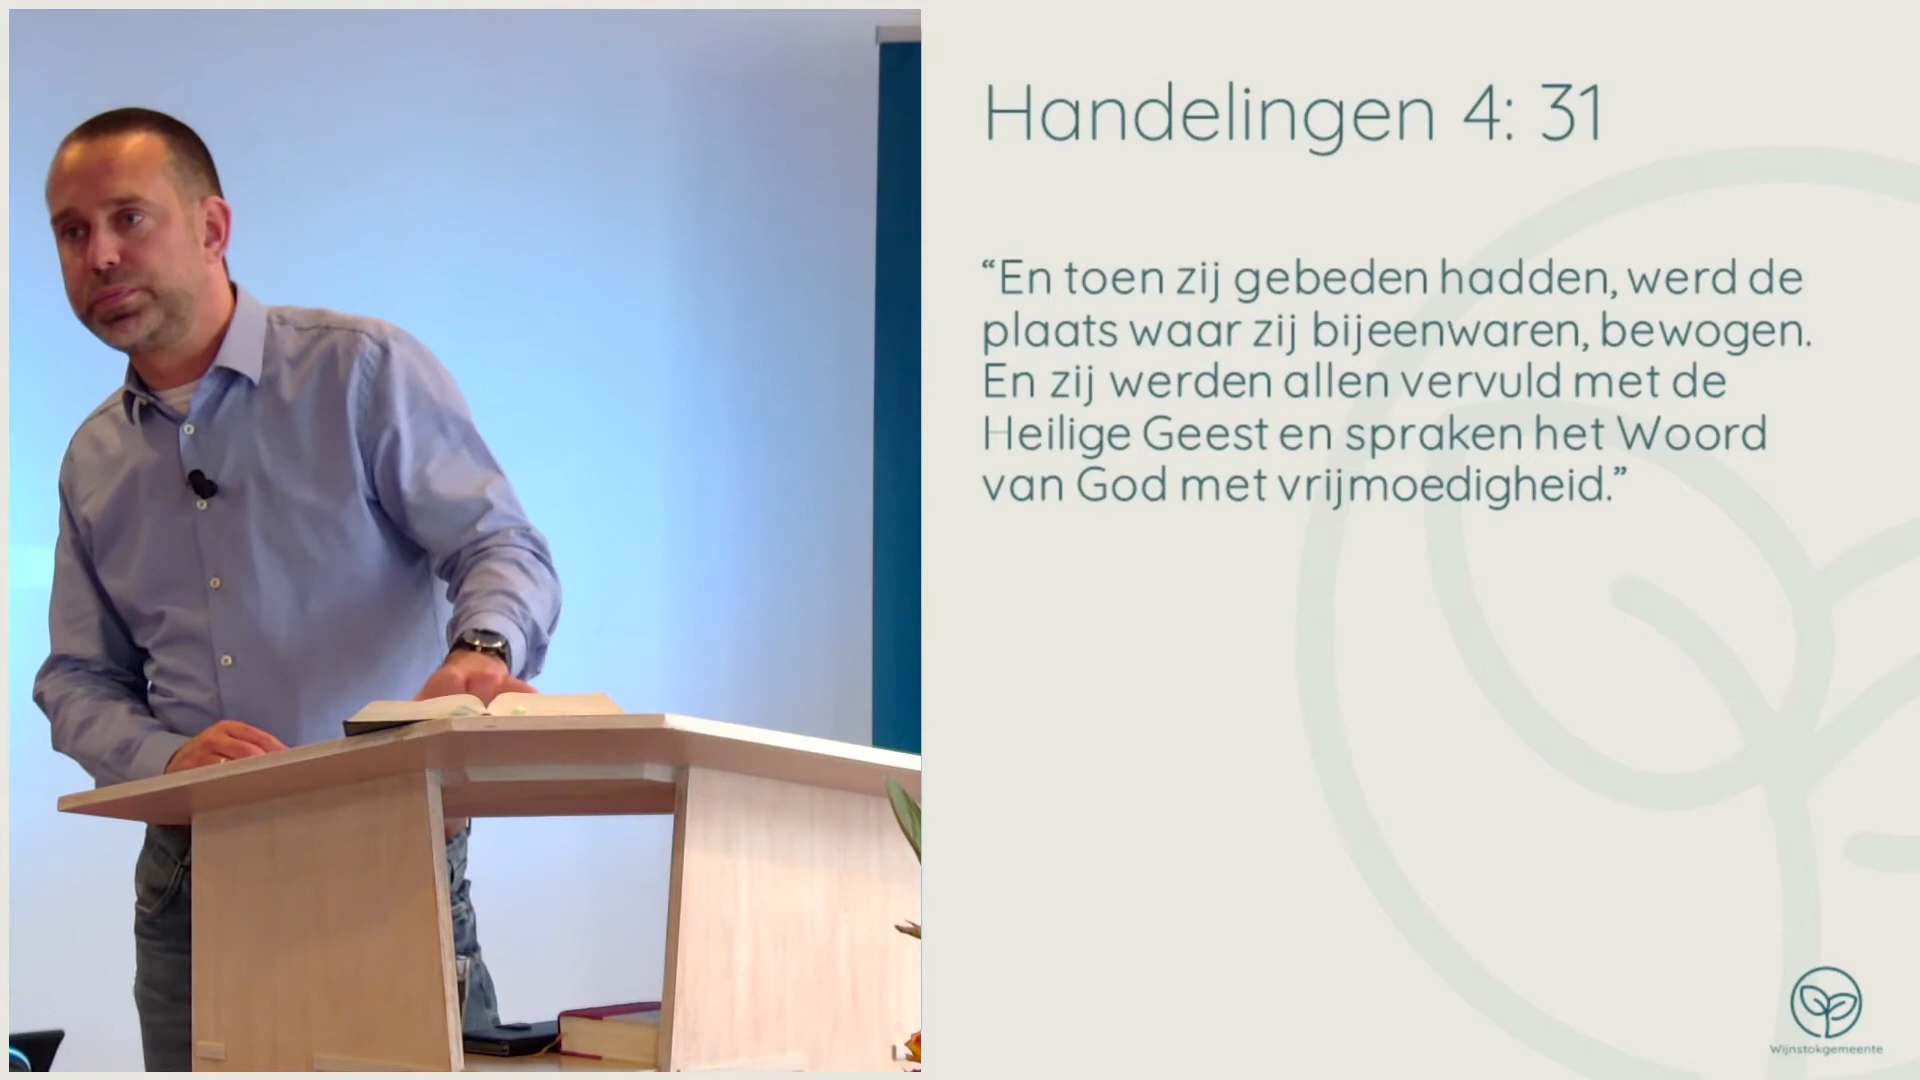 Handelingen 4: 31
“En toen zij gebeden hadden, werd de
plaats waar zij bijeenwaren, bewogen.
En zij werden allen vervuld met de
Heilige Geest en spraken het Woord
van God met vrijmoedigheid.”
Wijnstokgemeente